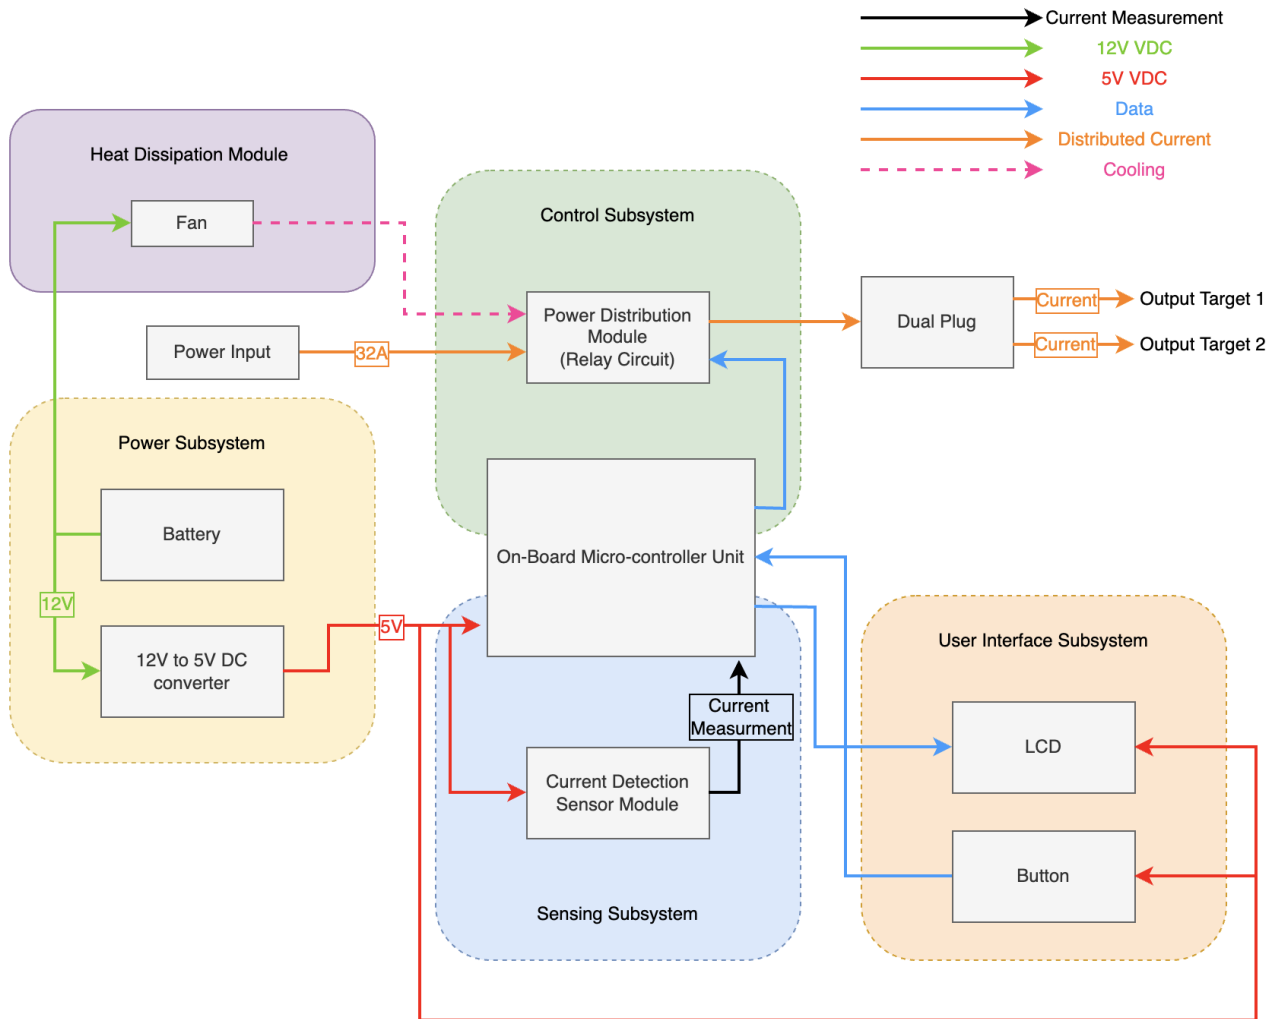 Current Measurement
12V VDC
5V VDC
Data
Distributed Current
Cooling
Heat Dissipation Module
Fan
Control Subsystem
Power Distribution
Module
(Relay Circuit)
Power Input
32A
Dual Plug
Current
Output Target 1
Current
Output Target 2
Power Subsystem
Battery
12V
12V to 5V DC
converter
5V
On-Board Micro-controller Unit
Current
Measurment
Current Detection
Sensor Module
Sensing Subsystem
User Interface Subsystem
LCD
Button